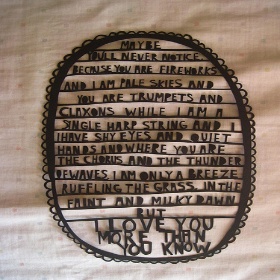 MAYBE
YOU'LL NEVER NOTICE
BECAUSE YOU ARE FIREWORKS
AND I AM PALE SKIES AND
YOU ARE TRUMPETS AND
CLAXONS WHILE I AM A
SINGLE HARP STRING AND I
HAVE SHY EYES AND QUIET
HANDS AND WHERE YOU ARE
THE CHORUS AND THE THUNDER
OF WAVES, I AM ONLY A BREEZE
RUFFLING THE GRASS, IN THE
FAINT AND MILKY DAWN
BUT
I LOVE YOU
MORE THAN
YOU KNOW